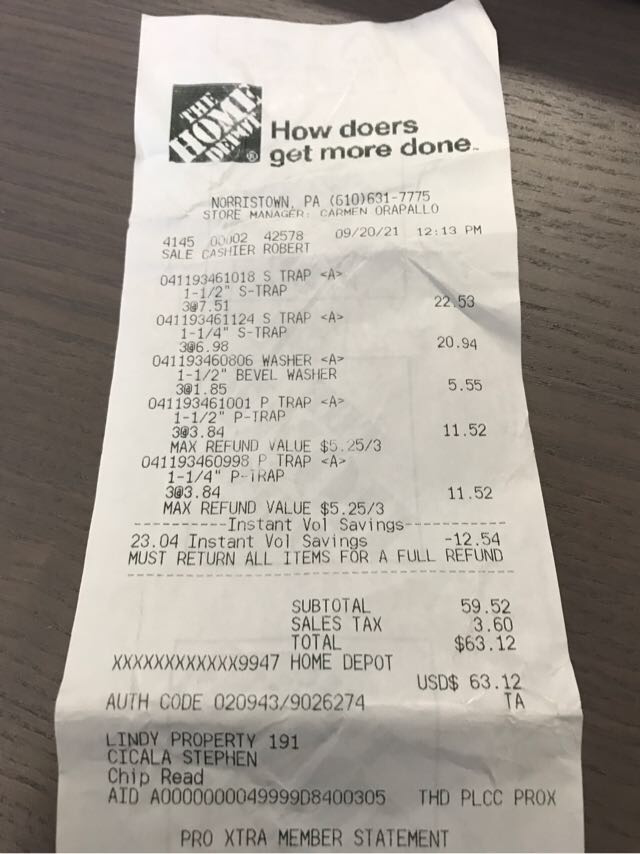 THE
HOME
DEPOT
How doers
get more done
NORRISTOWN, PA (610)631-7775
STORE MANAGER: CARMEN ORAPALLO
4145 00002 42578 09/20/21 12:13 PM
SALE CASHIER ROBERT
041193461018 S TRAP <A>
1-1/2" S-TRAP
3@7.51 22.53
041193461124 S TRAP <A>
1-1/4" S-TRAP
3@6.98 20.94
041193460806 WASHER <A>
1-1/2" BEVEL WASHER
3@1.85 5.55
041193461001 P TRAP <A>
1-1/2" P-TRAP
3@3.84 11.52
MAX REFUND VALUE $5.25/3
041193460998 P TRAP <A>
1-1/4" P-TRAP
3@3.84 11.52
MAX REFUND VALUE $5.25/3
----------Instant Vol Savings-----------
23.04 Instant Vol Savings -12.54
MUST RETURN ALL ITEMS FOR A FULL REFUND
----------------------------------------
SUBTOTAL 59.52
SALES TAX 3.60
TOTAL $63.12
XXXXXXXXXXXX9947 HOME DEPOT
USD$ 63.12
AUTH CODE 020943/9026274 TA
LINDY PROPERTY 191
CICALA STEPHEN
Chip Read
AID A0000000049999D8400305 THD PLCC PROX
PRO XTRA MEMBER STATEMENT